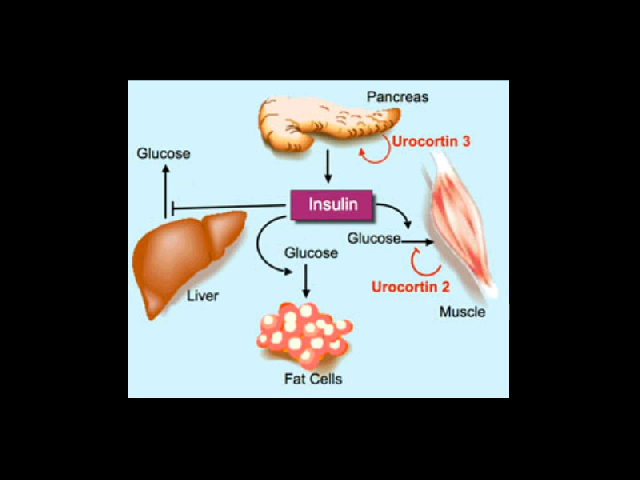 Pancreas
Urocortin 3
Glucose
Insulin
Glucose
Glucose
Urocortin 2
Liver
Muscle
Fat Cells